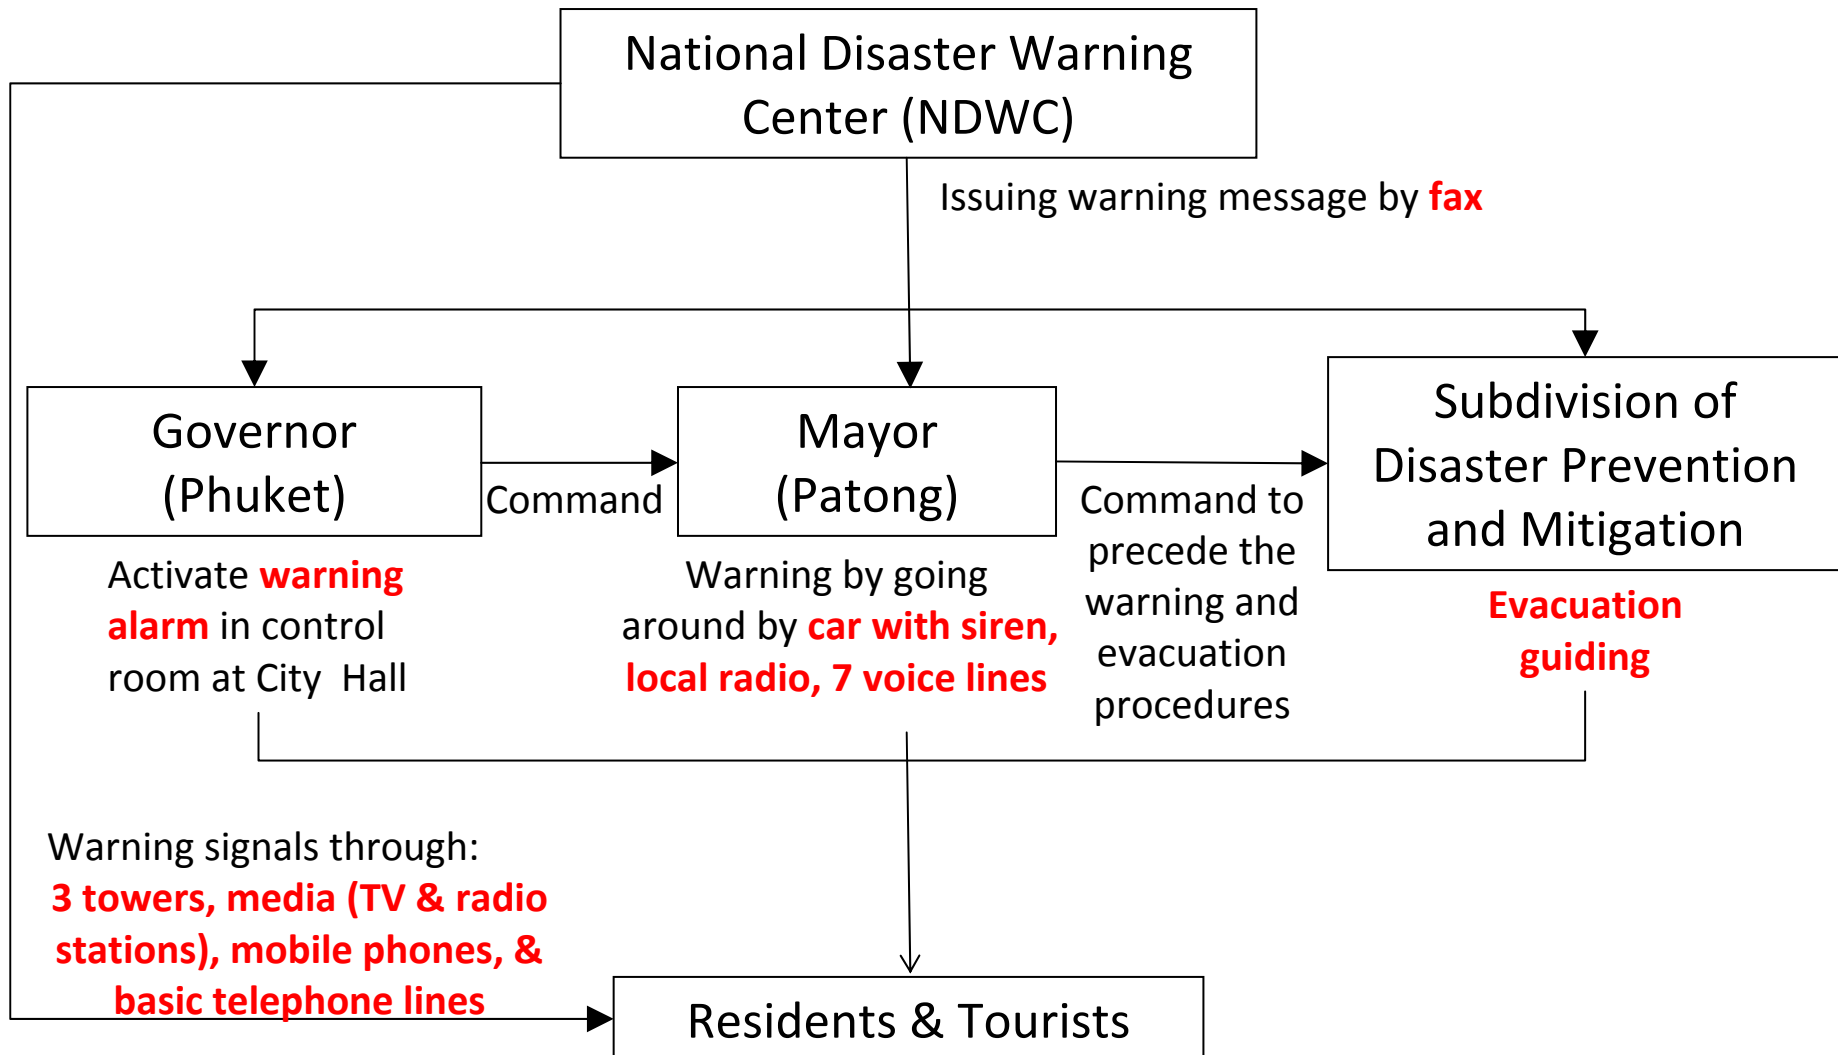 National Disaster Warning
Center (NDWC)
Issuing warning message by fax
Governor
(Phuket)
Command
Mayor
(Patong)
Command to
precede the
warning and
evacuation
procedures
Subdivision of
Disaster Prevention
and Mitigation
Activate warning
alarm in control
room at City Hall
Warning by going
around by car with siren,
local radio, 7 voice lines
Evacuation
guiding
Warning signals through:
3 towers, media (TV & radio
stations), mobile phones, &
basic telephone lines
Residents & Tourists